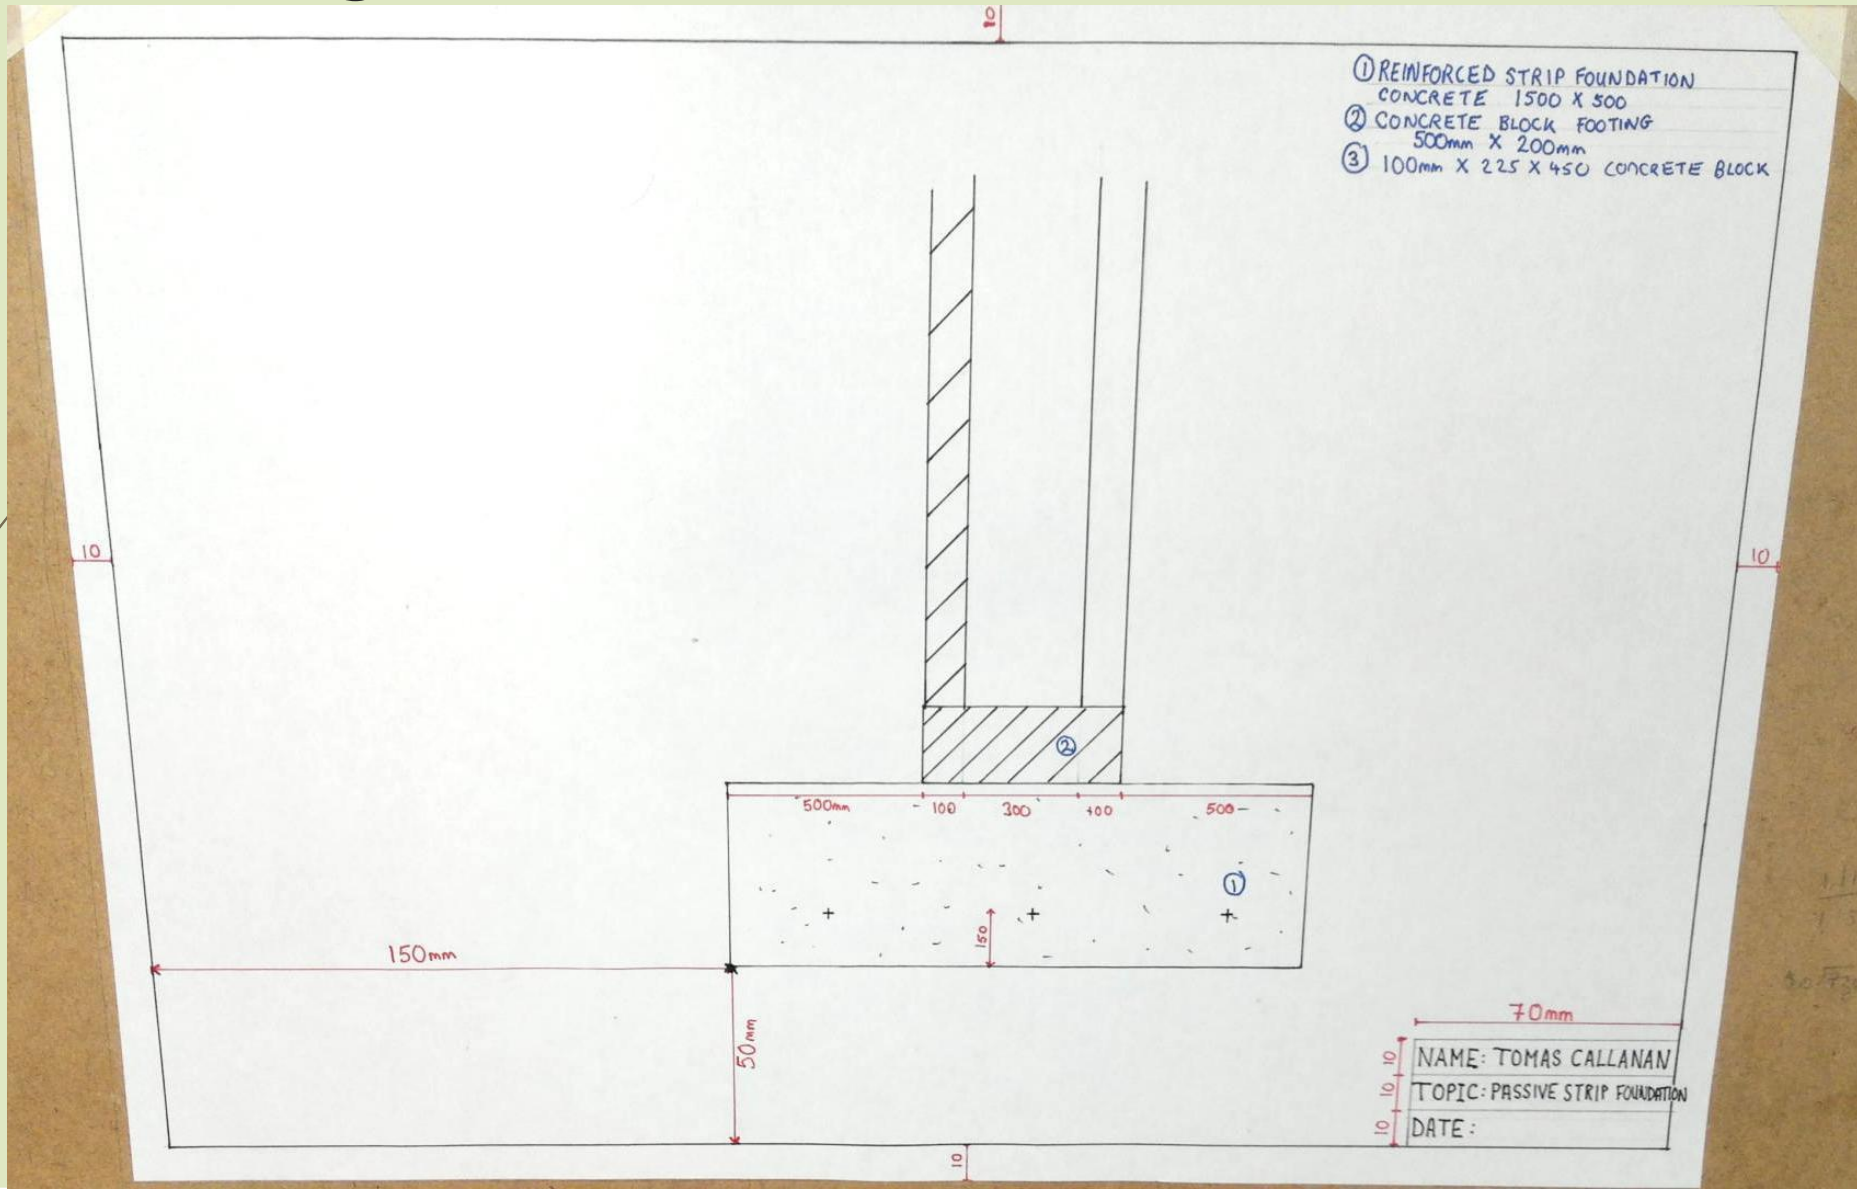 10
① REINFORCED STRIP FOUNDATION
CONCRETE 1500 X 500
② CONCRETE BLOCK FOOTING
500mm X 200mm
③ 100mm X 225 X 450 CONCRETE BLOCK
10
10
②
500mm 100 300 100 500
①
150
150mm
50mm
70mm
10 NAME: TOMAS CALLANAN
10 TOPIC: PASSIVE STRIP FOUNDATION
10 DATE:
10